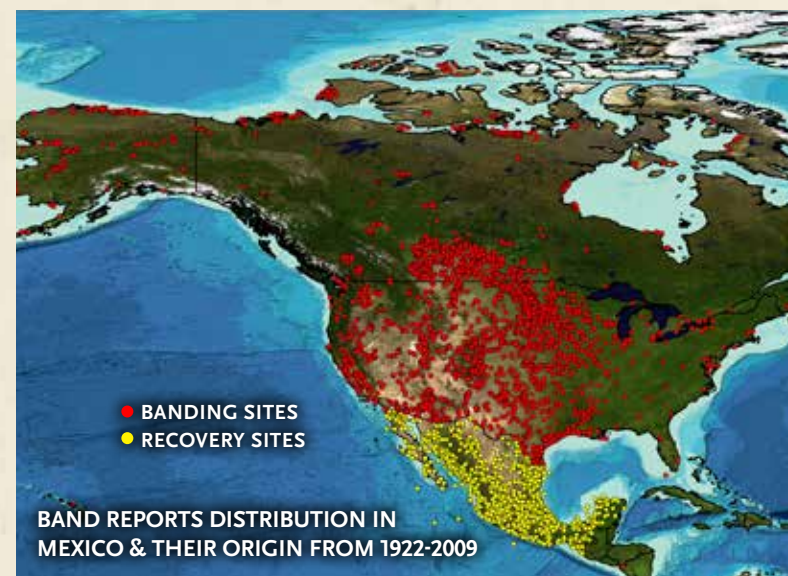 BANDING SITES
RECOVERY SITES
BAND REPORTS DISTRIBUTION IN
MEXICO & THEIR ORIGIN FROM 1922-2009